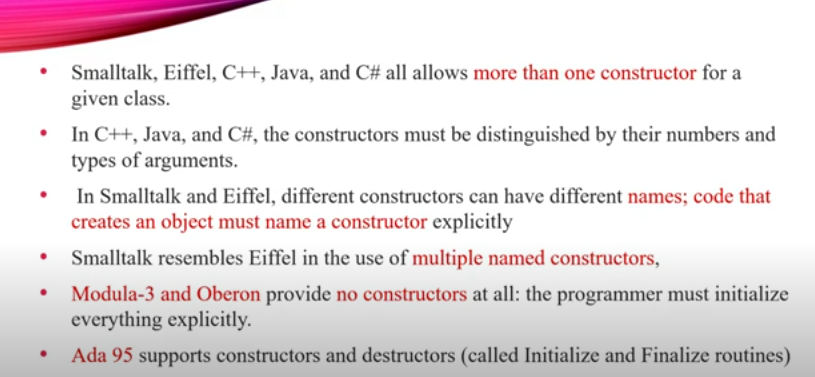 • Smalltalk, Eiffel, C++, Java, and C# all allows more than one constructor for a
given class.
• In C++, Java, and C#, the constructors must be distinguished by their numbers and
types of arguments.
• In Smalltalk and Eiffel, different constructors can have different names; code that
creates an object must name a constructor explicitly
• Smalltalk resembles Eiffel in the use of multiple named constructors,
• Modula-3 and Oberon provide no constructors at all: the programmer must initialize
everything explicitly.
• Ada 95 supports constructors and destructors (called Initialize and Finalize routines)